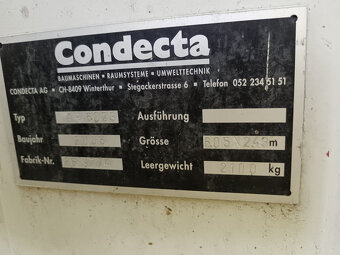 Condecta
BAUMASCHINEN • RAUMSYSTEME • UMWELTTECHNIK
CONDECTA AG • CH-8409 Winterthur • Stegackerstrasse 6 • Telefon 052 234 51 51
Typ Ausführung
Baujahr Grösse m
Fabrik-Nr. Leergewicht 2100 kg